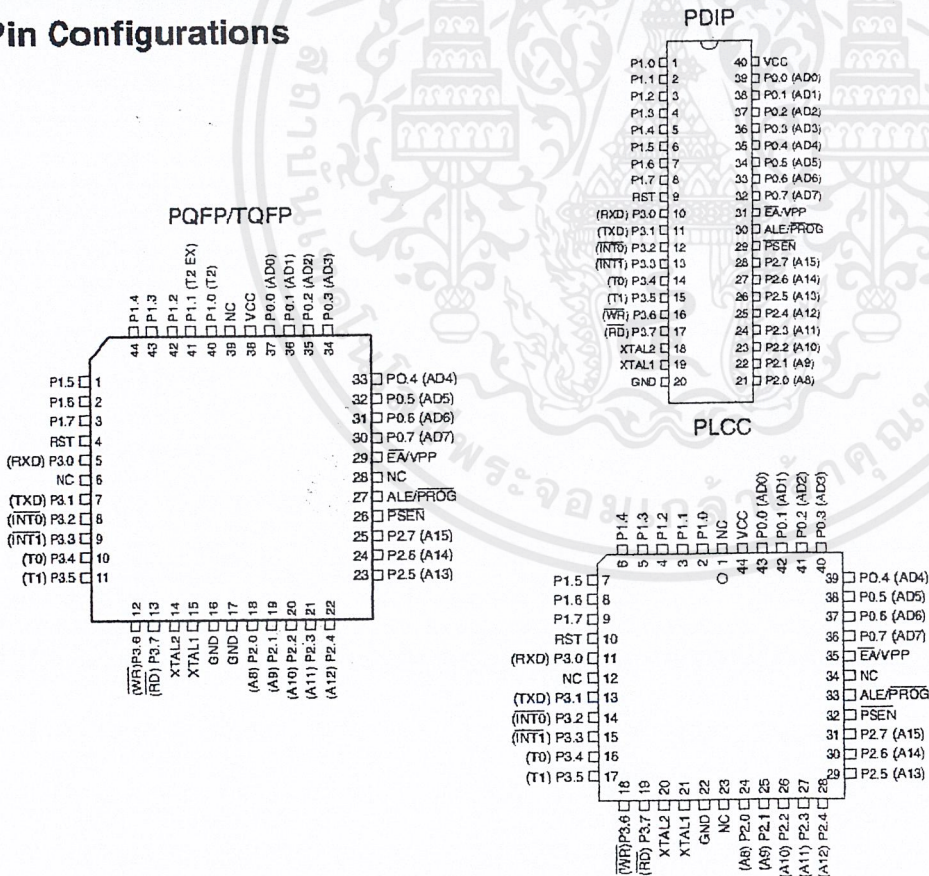 Pin Configurations
PDIP
P1.0 1
P1.1 2
P1.2 3
P1.3 4
P1.4 5
P1.5 6
P1.6 7
P1.7 8
RST 9
(RXD) P3.0 10
(TXD) P3.1 11
(INT0) P3.2 12
(INT1) P3.3 13
(T0) P3.4 14
(T1) P3.5 15
(WR) P3.6 16
(RD) P3.7 17
XTAL2 18
XTAL1 19
GND 20
40 VCC
39 P0.0 (AD0)
38 P0.1 (AD1)
37 P0.2 (AD2)
36 P0.3 (AD3)
35 P0.4 (AD4)
34 P0.5 (AD5)
33 P0.6 (AD6)
32 P0.7 (AD7)
31 EA/VPP
30 ALE/PROG
29 PSEN
28 P2.7 (A15)
27 P2.6 (A14)
26 P2.5 (A13)
25 P2.4 (A12)
24 P2.3 (A11)
23 P2.2 (A10)
22 P2.1 (A9)
21 P2.0 (A8)
PQFP/TQFP
44 P1.4
43 P1.3
42 P1.2
41 P1.1 (T2 EX)
40 P1.0 (T2)
39 NC
38 VCC
37 P0.0 (AD0)
36 P0.1 (AD1)
35 P0.2 (AD2)
34 P0.3 (AD3)
P1.5 1
P1.6 2
P1.7 3
RST 4
(RXD) P3.0 5
NC 6
(TXD) P3.1 7
(INT0) P3.2 8
(INT1) P3.3 9
(T0) P3.4 10
(T1) P3.5 11
33 P0.4 (AD4)
32 P0.5 (AD5)
31 P0.6 (AD6)
30 P0.7 (AD7)
29 EA/VPP
28 NC
27 ALE/PROG
26 PSEN
25 P2.7 (A15)
24 P2.6 (A14)
23 P2.5 (A13)
12 (WR)P3.6
13 (RD) P3.7
14 XTAL2
15 XTAL1
16 GND
17 GND
18 (A8) P2.0
19 (A9) P2.1
20 (A10) P2.2
21 (A11) P2.3
22 (A12) P2.4
PLCC
6 P1.4
5 P1.3
4 P1.2
3 P1.1
2 P1.0
1 NC
44 VCC
43 P0.0 (AD0)
42 P0.1 (AD1)
41 P0.2 (AD2)
40 P0.3 (AD3)
P1.5 7
P1.6 8
P1.7 9
RST 10
(RXD) P3.0 11
NC 12
(TXD) P3.1 13
(INT0) P3.2 14
(INT1) P3.3 15
(T0) P3.4 16
(T1) P3.5 17
39 P0.4 (AD4)
38 P0.5 (AD5)
37 P0.6 (AD6)
36 P0.7 (AD7)
35 EA/VPP
34 NC
33 ALE/PROG
32 PSEN
31 P2.7 (A15)
30 P2.6 (A14)
29 P2.5 (A13)
18 (WR)P3.6
19 (RD) P3.7
20 XTAL2
21 XTAL1
22 GND
23 NC
24 (A8) P2.0
25 (A9) P2.1
26 (A10) P2.2
27 (A11) P2.3
28 (A12) P2.4